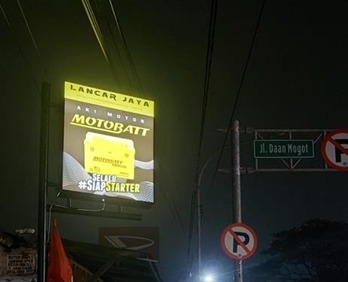 LANCAR JAYA
AKI MOTOR
MOTOBATT
MOTOBATT
SELALU
#SIAPSTARTER
Jl. Daan Mogot
P
P